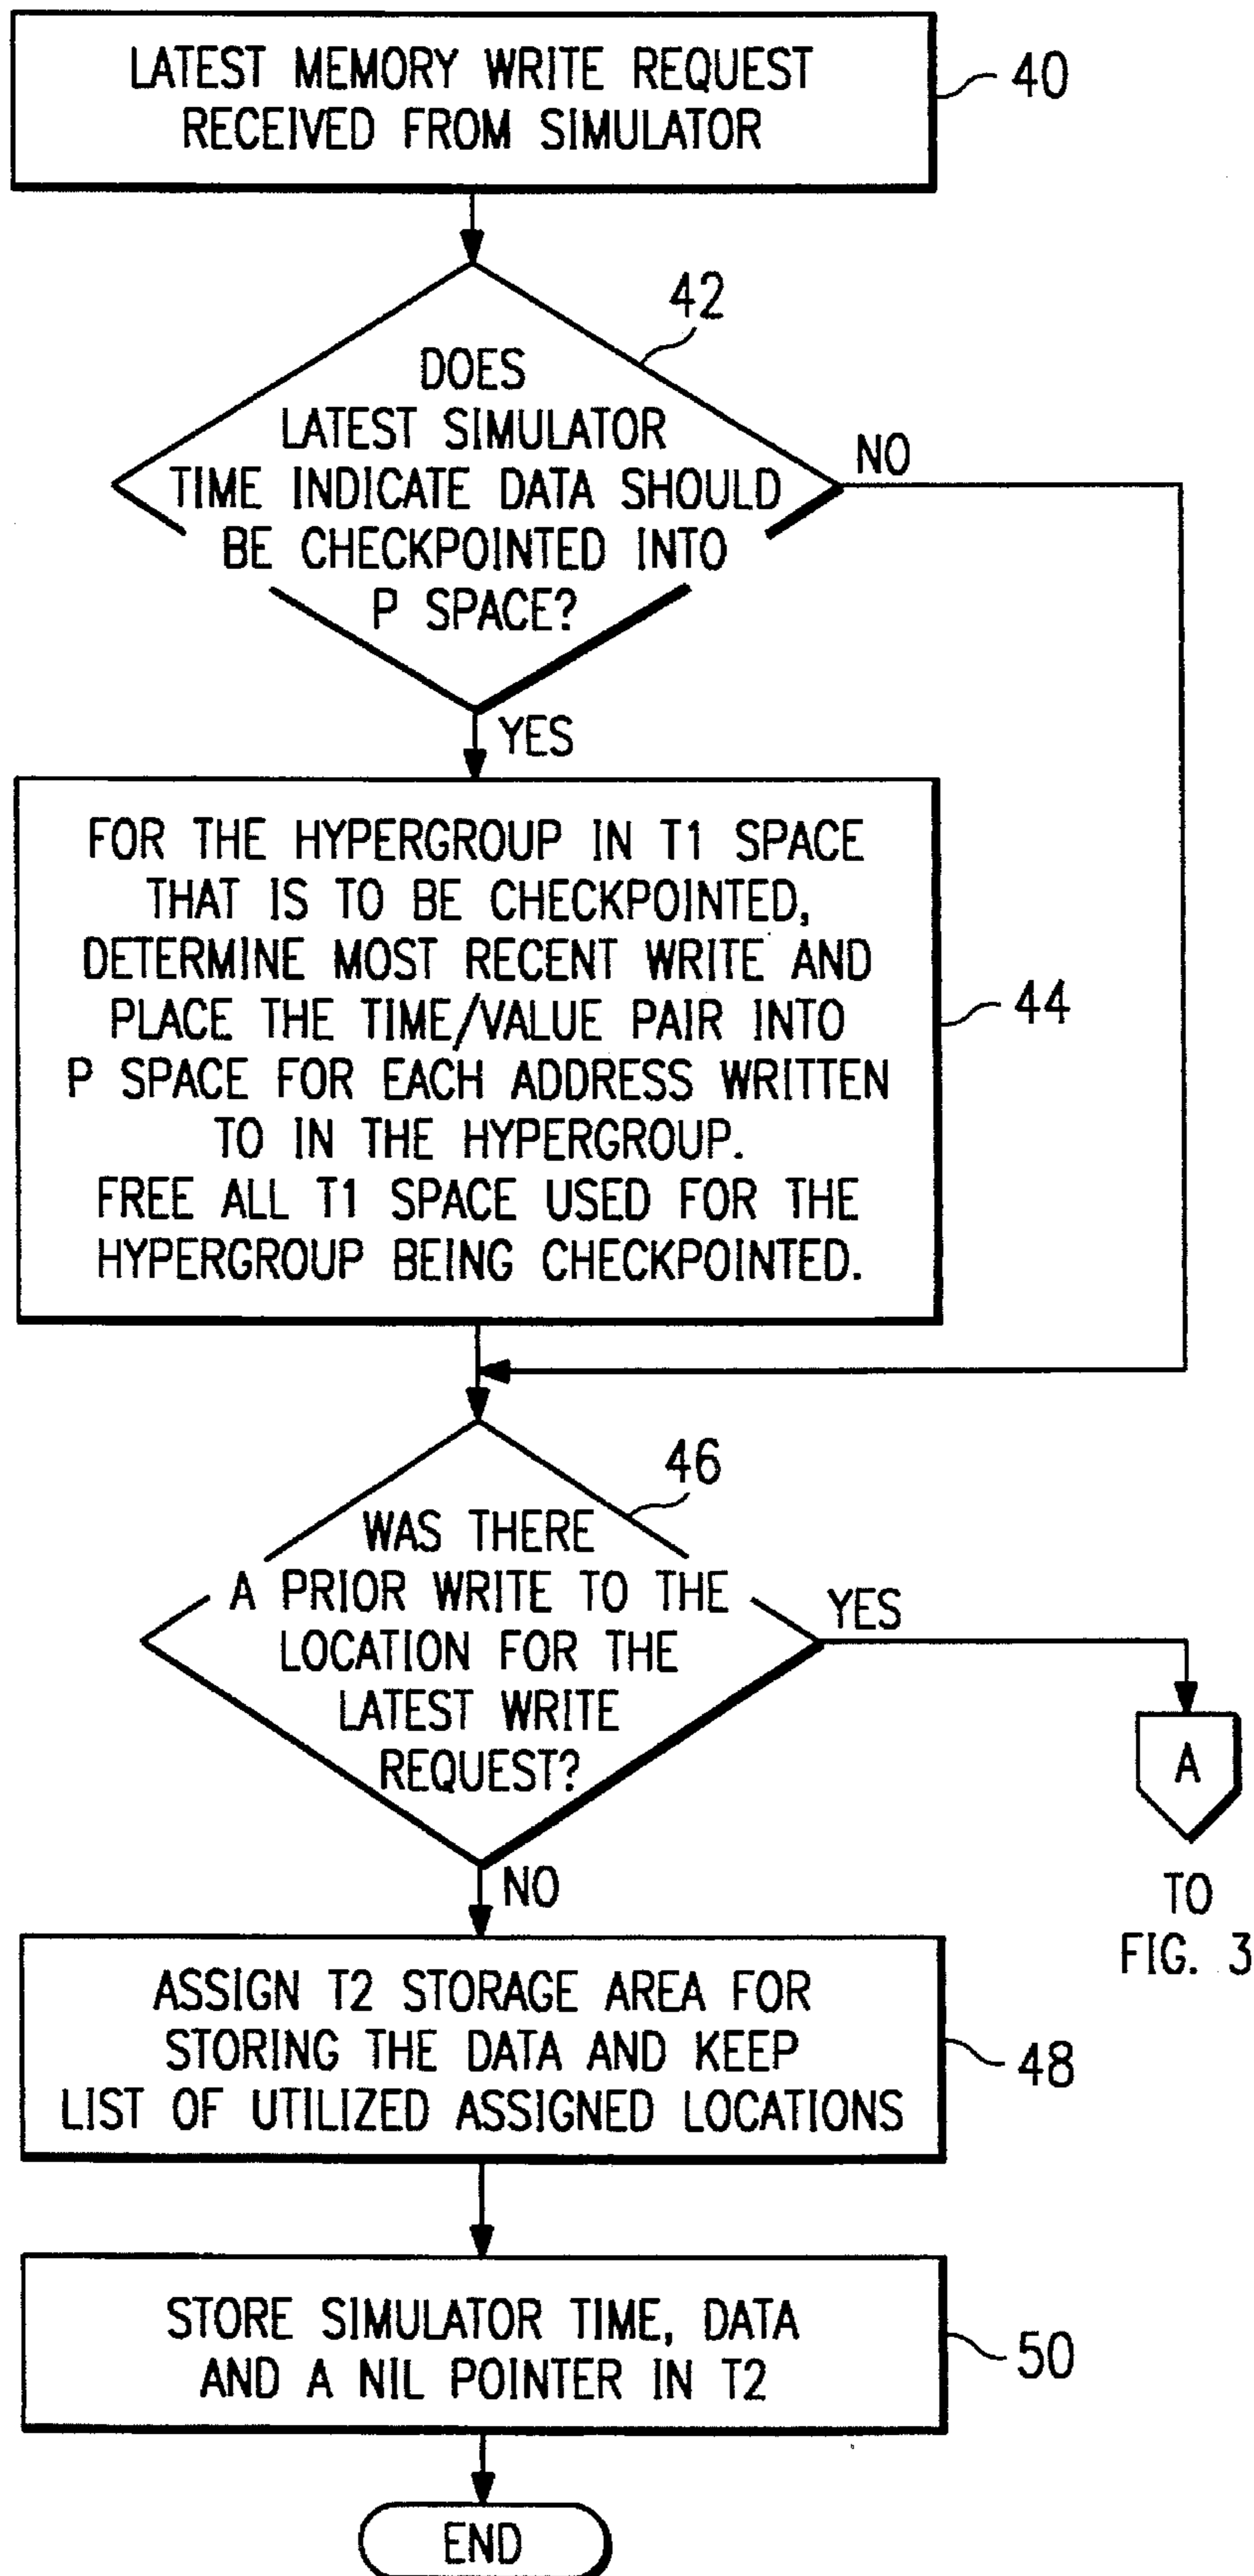 LATEST MEMORY WRITE REQUEST
RECEIVED FROM SIMULATOR
40
42
DOES
LATEST SIMULATOR
TIME INDICATE DATA SHOULD
BE CHECKPOINTED INTO
P SPACE?
NO
YES
FOR THE HYPERGROUP IN T1 SPACE
THAT IS TO BE CHECKPOINTED,
DETERMINE MOST RECENT WRITE AND
PLACE THE TIME/VALUE PAIR INTO
P SPACE FOR EACH ADDRESS WRITTEN
TO IN THE HYPERGROUP.
FREE ALL T1 SPACE USED FOR THE
HYPERGROUP BEING CHECKPOINTED.
44
46
WAS THERE
A PRIOR WRITE TO THE
LOCATION FOR THE
LATEST WRITE
REQUEST?
YES
A
TO
FIG. 3
NO
ASSIGN T2 STORAGE AREA FOR
STORING THE DATA AND KEEP
LIST OF UTILIZED ASSIGNED LOCATIONS
48
STORE SIMULATOR TIME, DATA
AND A NIL POINTER IN T2
50
END